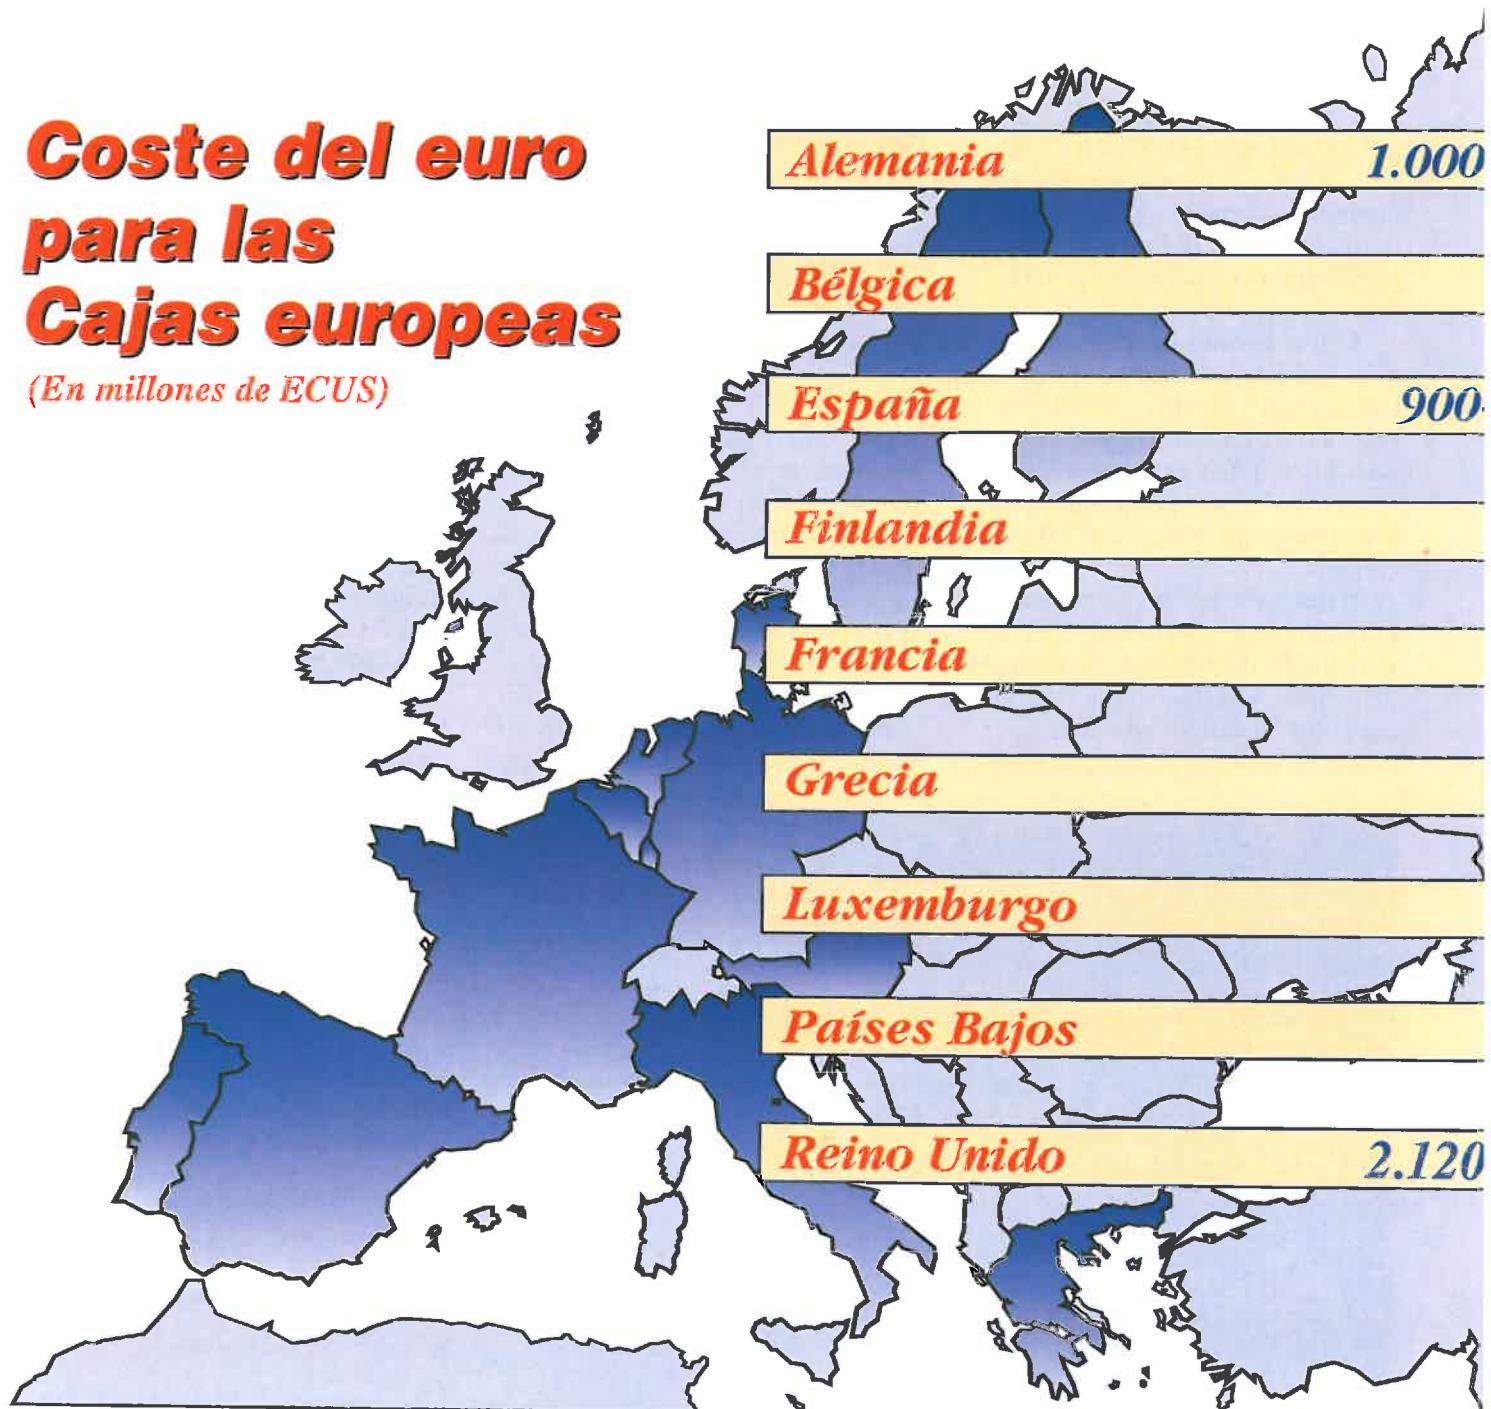 Coste del euro
para las
Cajas europeas
(En millones de ECUS)
Alemania 1.000
Bélgica
España 900
Finlandia
Francia
Grecia
Luxemburgo
Países Bajos
Reino Unido 2.120